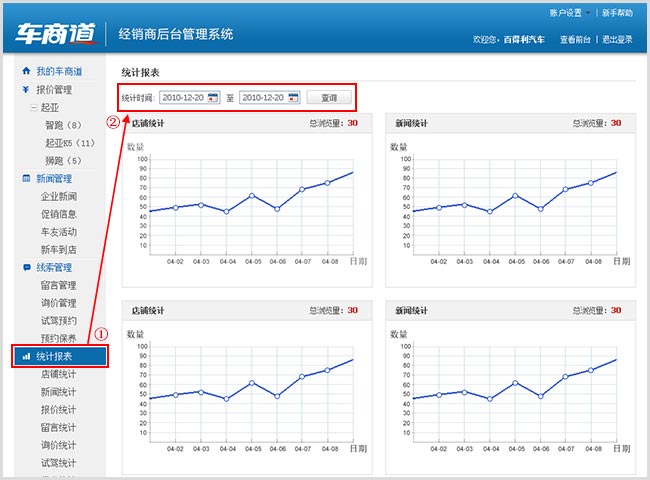 账户设置 | 新手帮助
车商道
经销商后台管理系统
欢迎您，百得利汽车 查看前台 | 退出登录
我的车商道
报价管理
起亚
智跑（8）
起亚K5（11）
狮跑（5）
新闻管理
企业新闻
促销信息
车友活动
新车到店
线索管理
留言管理
询价管理
试驾预约
预约保养
①
统计报表
店铺统计
新闻统计
报价统计
留言统计
询价统计
试驾统计
统计报表
统计时间: 2010-12-20 至 2010-12-20 查询
②
店铺统计 总浏览量: 30
数量
100
90
80
70
60
50
40
30
20
10
04-02 04-03 04-04 04-05 04-06 04-07 04-08 日期
新闻统计 总浏览量: 30
数量
100
90
80
70
60
50
40
30
20
10
04-02 04-03 04-04 04-05 04-06 04-07 04-08 日期
店铺统计 总浏览量: 30
数量
100
90
80
70
60
50
40
30
20
10
04-02 04-03 04-04 04-05 04-06 04-07 04-08 日期
新闻统计 总浏览量: 30
数量
100
90
80
70
60
50
40
30
20
10
04-02 04-03 04-04 04-05 04-06 04-07 04-08 日期